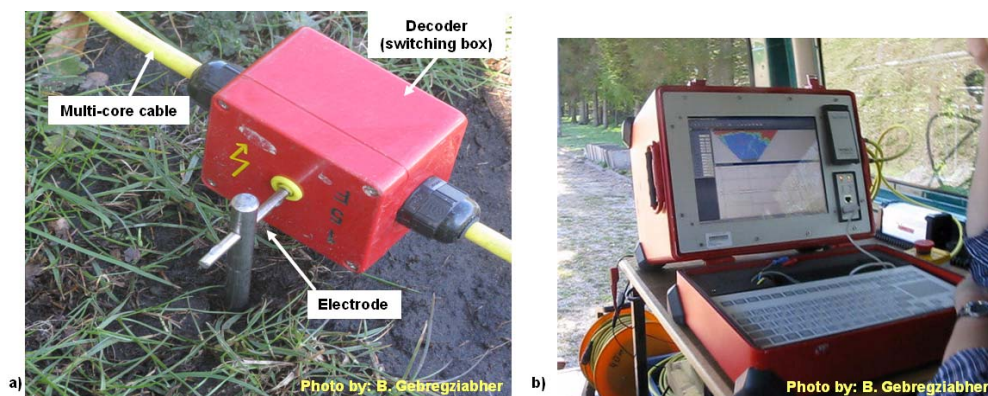 Decoder
(switching box)
Multi-core cable
Electrode
a)
Photo by: B. Gebregziabher
b)
Photo by: B. Gebregziabher